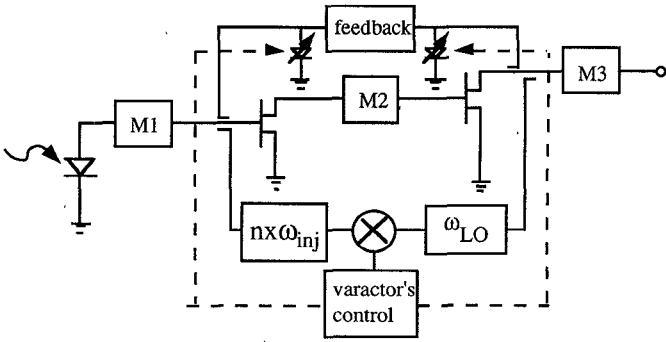 feedback
M3
M2
M1
nxω_inj
ω_LO
varactor's
control